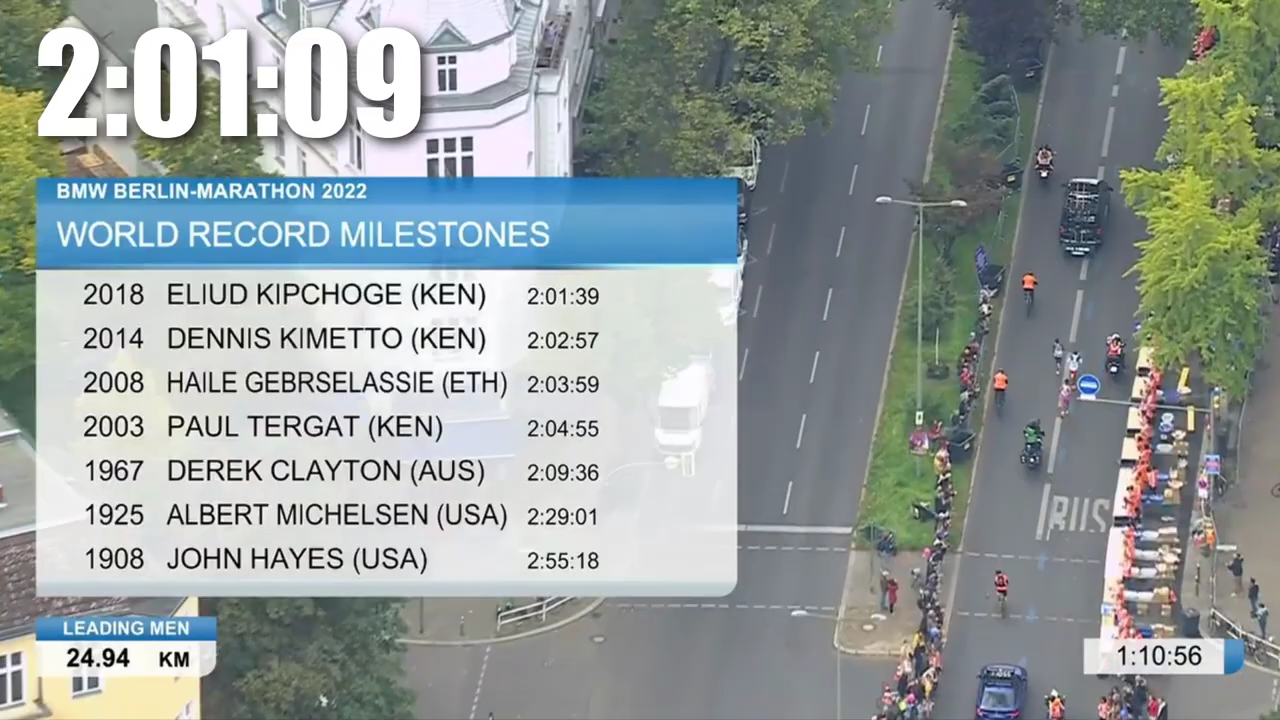 2:01:09
BMW BERLIN-MARATHON 2022
WORLD RECORD MILESTONES
2018 ELIUD KIPCHOGE (KEN) 2:01:39
2014 DENNIS KIMETTO (KEN) 2:02:57
2008 HAILE GEBRSELASSIE (ETH) 2:03:59
2003 PAUL TERGAT (KEN) 2:04:55
1967 DEREK CLAYTON (AUS) 2:09:36
1925 ALBERT MICHELSEN (USA) 2:29:01
1908 JOHN HAYES (USA) 2:55:18
BUS
LEADING MEN
24.94 KM
1:10:56